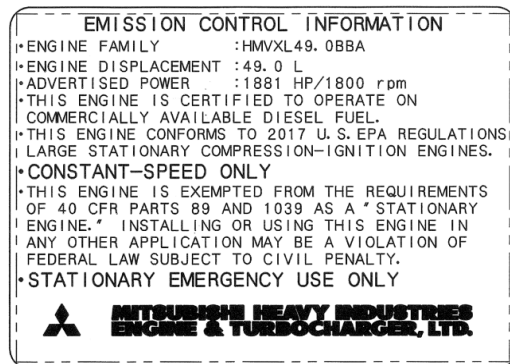 EMISSION CONTROL INFORMATION
•ENGINE FAMILY :HMVXL49.0BBA
•ENGINE DISPLACEMENT :49.0 L
•ADVERTISED POWER :1881 HP/1800 rpm
•THIS ENGINE IS CERTIFIED TO OPERATE ON
COMMERCIALLY AVAILABLE DIESEL FUEL.
•THIS ENGINE CONFORMS TO 2017 U.S.EPA REGULATIONS
LARGE STATIONARY COMPRESSION-IGNITION ENGINES.
•CONSTANT-SPEED ONLY
•THIS ENGINE IS EXEMPTED FROM THE REQUIREMENTS
OF 40 CFR PARTS 89 AND 1039 AS A "STATIONARY
ENGINE." INSTALLING OR USING THIS ENGINE IN
ANY OTHER APPLICATION MAY BE A VIOLATION OF
FEDERAL LAW SUBJECT TO CIVIL PENALTY.
•STATIONARY EMERGENCY USE ONLY
MITSUBISHI HEAVY INDUSTRIES
ENGINE & TURBOCHARGER, LTD.